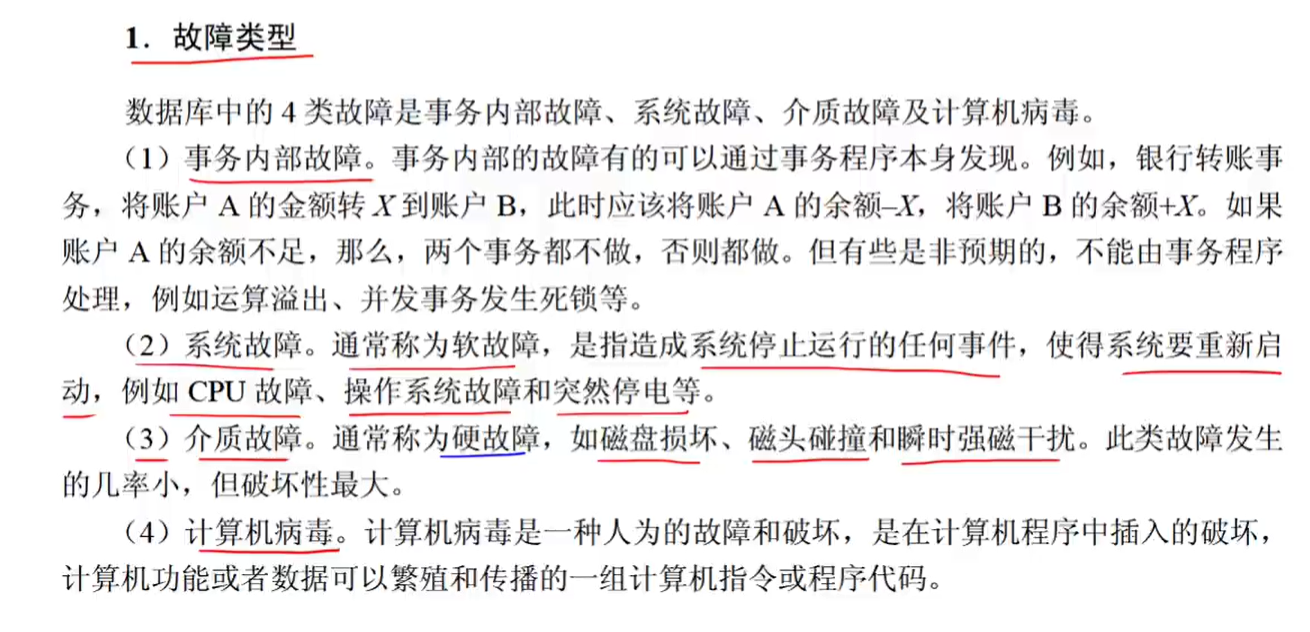 1．故障类型
数据库中的 4 类故障是事务内部故障、系统故障、介质故障及计算机病毒。
（1）事务内部故障。事务内部的故障有的可以通过事务程序本身发现。例如，银行转账事
务，将账户 A 的金额转 X 到账户 B，此时应该将账户 A 的余额–X，将账户 B 的余额+X。如果
账户 A 的余额不足，那么，两个事务都不做，否则都做。但有些是非预期的，不能由事务程序
处理，例如运算溢出、并发事务发生死锁等。
（2）系统故障。通常称为软故障，是指造成系统停止运行的任何事件，使得系统要重新启
动，例如 CPU 故障、操作系统故障和突然停电等。
（3）介质故障。通常称为硬故障，如磁盘损坏、磁头碰撞和瞬时强磁干扰。此类故障发生
的几率小，但破坏性最大。
（4）计算机病毒。计算机病毒是一种人为的故障和破坏，是在计算机程序中插入的破坏，
计算机功能或者数据可以繁殖和传播的一组计算机指令或程序代码。